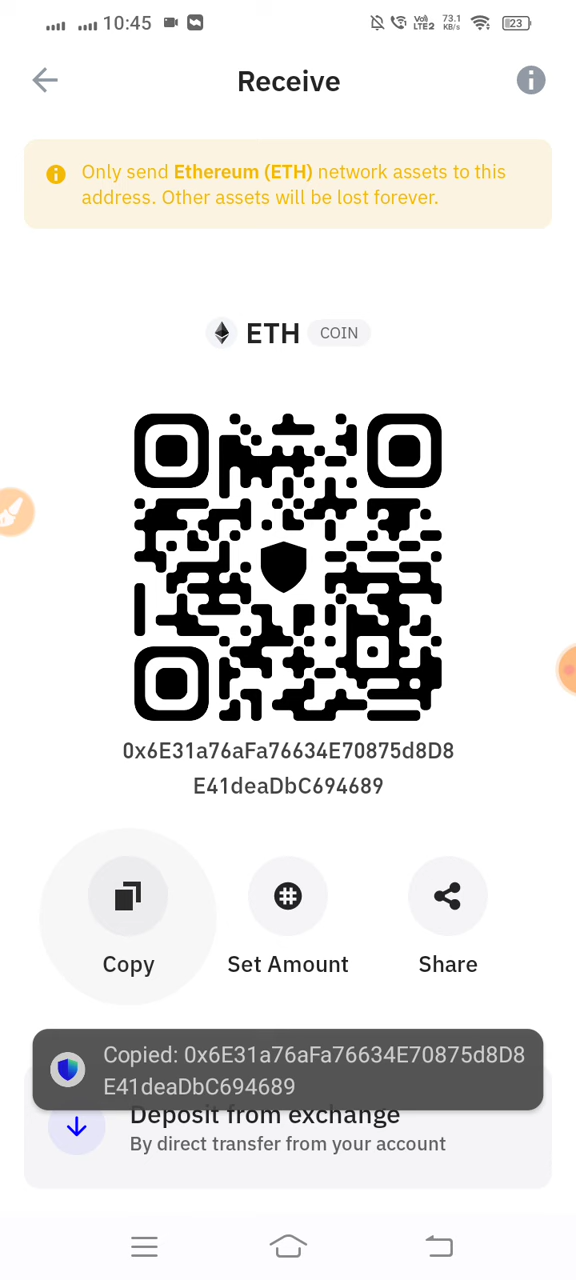 10:45
Vo)) LTE2
73.1 KB/s
23
Receive
Only send Ethereum (ETH) network assets to this
address. Other assets will be lost forever.
ETH COIN
0x6E31a76aFa76634E70875d8D8
E41deaDbC694689
Copy Set Amount Share
Copied: 0x6E31a76aFa76634E70875d8D8
E41deaDbC694689
Deposit from exchange
By direct transfer from your account